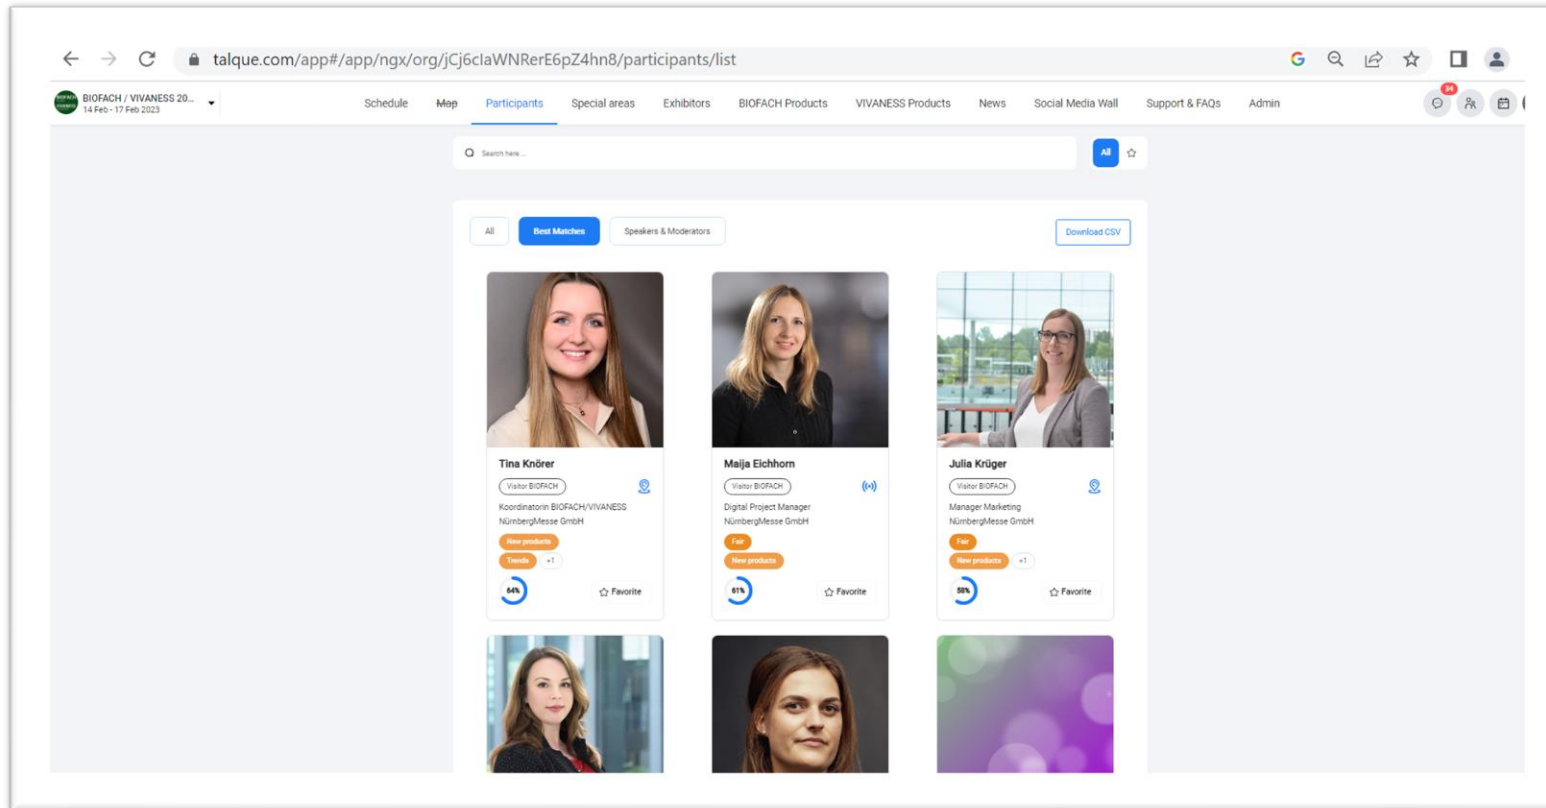 talque.com/app#/app/ngx/org/jCj6cIaWNRerE6pZ4hn8/participants/list
BIOFACH / VIVANESS 20...
14 Feb - 17 Feb 2023
Schedule Map Participants Special areas Exhibitors BIOFACH Products VIVANESS Products News Social Media Wall Support & FAQs Admin
34
Search here ...
All
All Best Matches Speakers & Moderators Download CSV
Tina Knörer
Visitor BIOFACH
Koordinatorin BIOFACH/VIVANESS
NürnbergMesse GmbH
New products
Trends +1
64% Favorite
Maija Eichhorn
Visitor BIOFACH
Digital Project Manager
NürnbergMesse GmbH
Fair
New products
61% Favorite
Julia Krüger
Visitor BIOFACH
Manager Marketing
NürnbergMesse GmbH
Fair
New products +1
58% Favorite